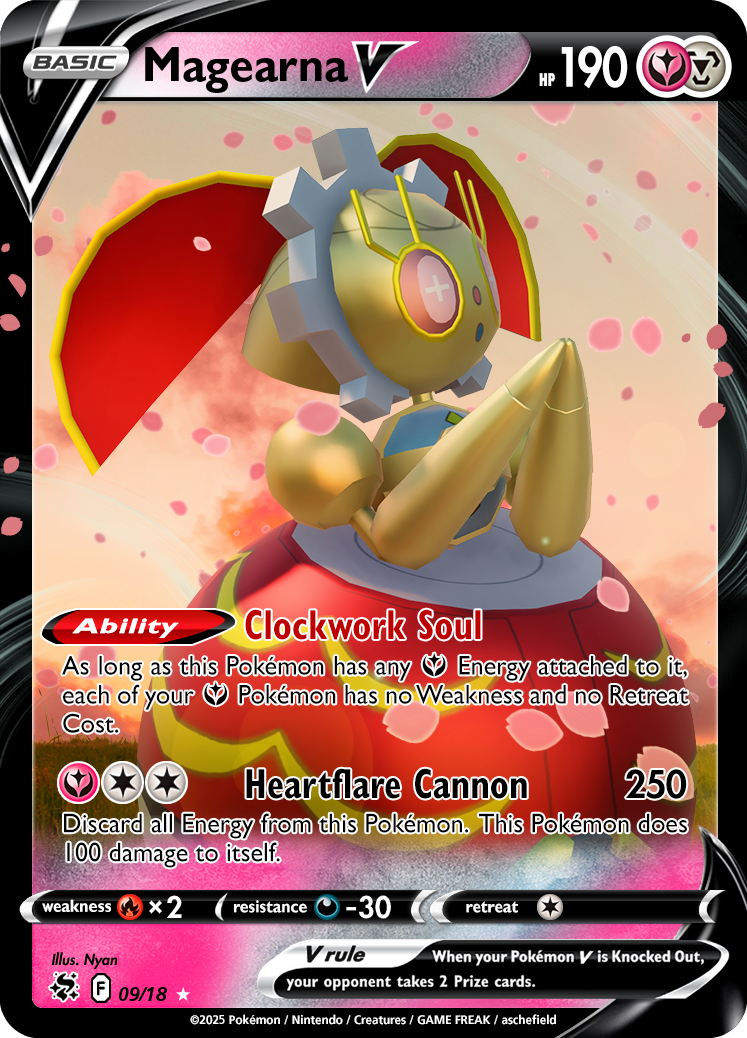 BASIC Magearna V HP 190
Ability Clockwork Soul
As long as this Pokémon has any Energy attached to it,
each of your Pokémon has no Weakness and no Retreat
Cost.
Heartflare Cannon 250
Discard all Energy from this Pokémon. This Pokémon does
100 damage to itself.
weakness ×2 resistance -30 retreat
Illus. Nyan
V rule When your Pokémon V is Knocked Out,
your opponent takes 2 Prize cards.
S F 09/18
©2025 Pokémon / Nintendo / Creatures / GAME FREAK / aschefield